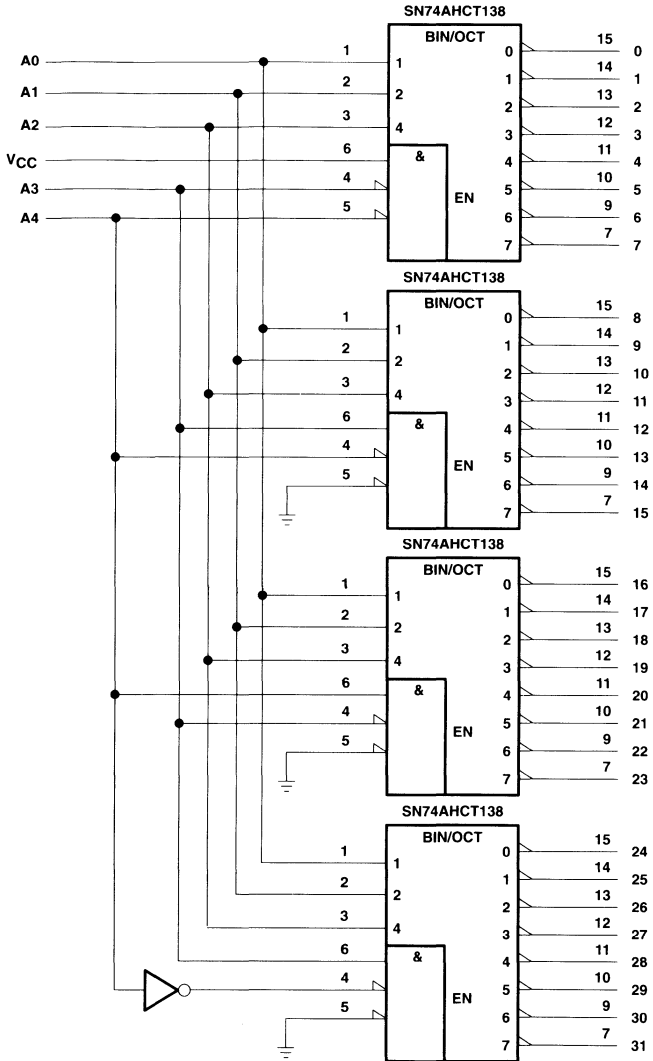 SN74AHCT138
BIN/OCT
A0 1 1 0 15 0
1 14 1
A1 2 2 2 13 2
A2 3 4 3 12 3
VCC 6 & 4 11 4
A3 4 5 10 5
EN
A4 5 6 9 6
7 7 7
SN74AHCT138
BIN/OCT
1 1 0 15 8
1 14 9
2 2 2 13 10
3 4 3 12 11
6 & 4 11 12
4 5 10 13
EN
5 6 9 14
7 7 15
SN74AHCT138
BIN/OCT
1 1 0 15 16
1 14 17
2 2 2 13 18
3 4 3 12 19
6 & 4 11 20
4 5 10 21
EN
5 6 9 22
7 7 23
SN74AHCT138
BIN/OCT
1 1 0 15 24
1 14 25
2 2 2 13 26
3 4 3 12 27
6 & 4 11 28
4 5 10 29
EN
5 6 9 30
7 7 31